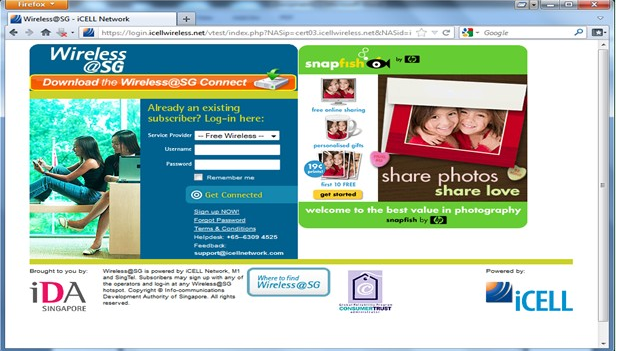 Firefox
Wireless@SG - iCELL Network
https://login.icellwireless.net/vtest/index.php?NASip=cert03.icellwireless.net&NASid=i
Google
Wireless
@SG
Download the Wireless@SG Connect
snapfish by hp
Already an existing
subscriber? Log-in here:
Service Provider -- Free Wireless --
Username
Password
Remember me
Get Connected
Sign up NOW!
Forgot Password
Terms & Conditions
Helpdesk: +65-6309 4525
Feedback:
support@icellnetwork.com
free online sharing
personalised gifts
19¢
prints!
first 10 FREE
get started
share photos
share love
welcome to the best value in photography
snapfish by hp
Brought to you by:
iDA
SINGAPORE
Wireless@SG is powered by iCELL Network, M1
and SingTel. Subscribers may sign up with any of
the operators and log-in at any Wireless@SG
hotspot. Copyright © Info-communications
Development Authority of Singapore. All rights
reserved.
Where to find
Wireless@SG
CONSUMERTRUST
Powered by:
iCELL